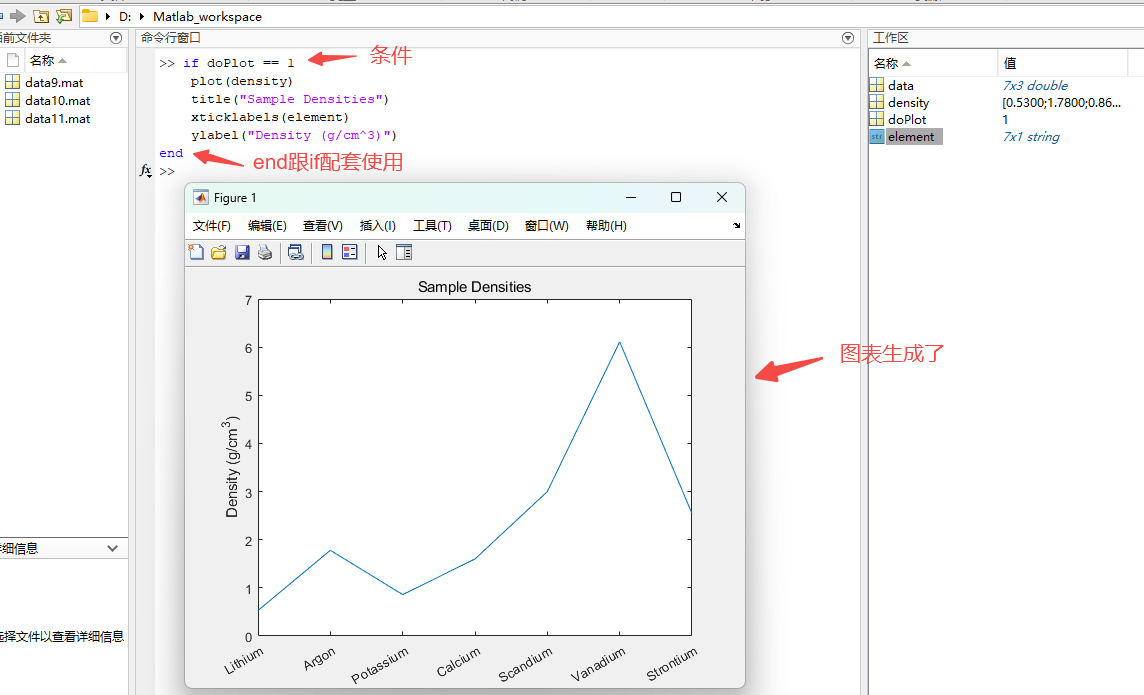 D: Matlab_workspace
前文件夹
名称
data9.mat
data10.mat
data11.mat
细信息
选择文件以查看详细信息
命令行窗口
>> if doPlot == 1
条件
plot(density)
title("Sample Densities")
xticklabels(element)
ylabel("Density (g/cm^3)")
end
end跟if配套使用
fx >>
Figure 1
文件(F) 编辑(E) 查看(V) 插入(I) 工具(T) 桌面(D) 窗口(W) 帮助(H)
Sample Densities
7
6
5
4
3
2
1
0
Density (g/cm³)
Lithium Argon Potassium Calcium Scandium Vanadium Strontium
图表生成了
工作区
名称 值
data 7x3 double
density [0.5300;1.7800;0.86...
doPlot 1
str element 7x1 string